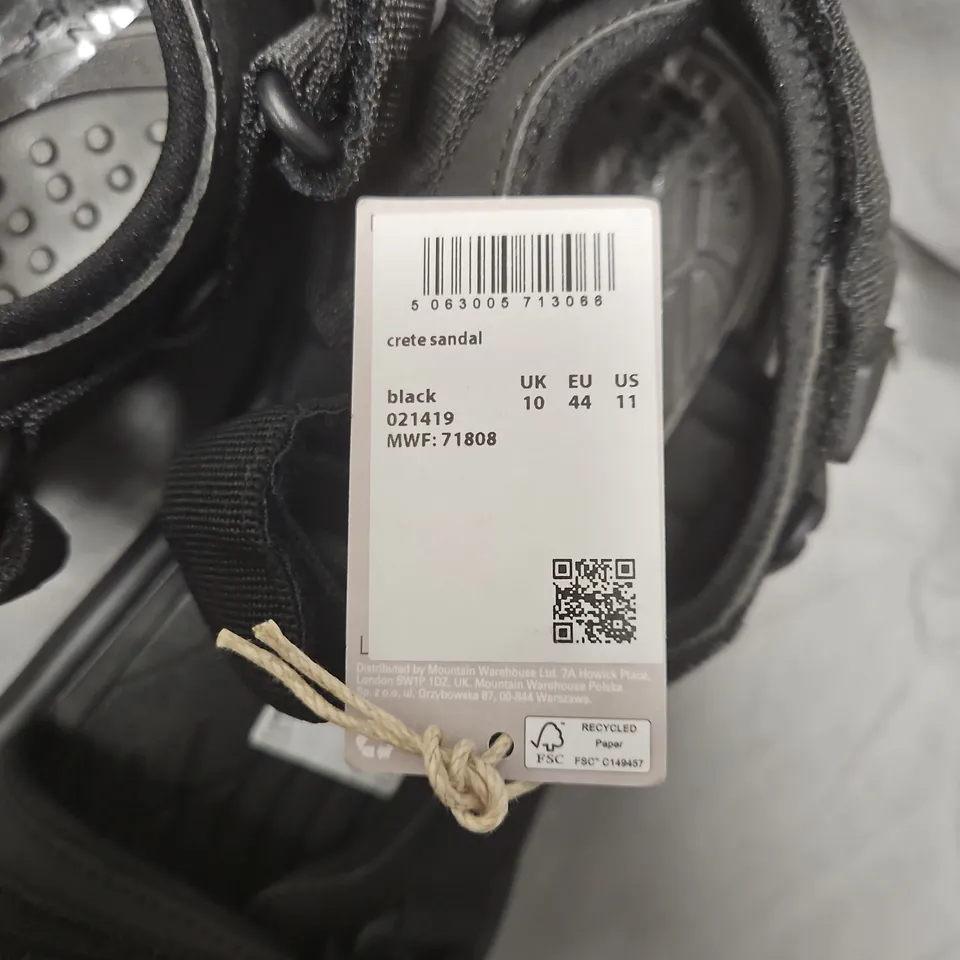 5 063005 713066
crete sandal
UK EU US
black 10 44 11
021419
MWF: 71808
Distributed by Mountain Warehouse Ltd. 7A Howick Place,
London SW1P 1DZ, UK. Mountain Warehouse Polska
Sp. z o.o. ul. Grzybowska 87, 00-844 Warszawa.
RECYCLED
Paper
FSC FSC® C149457